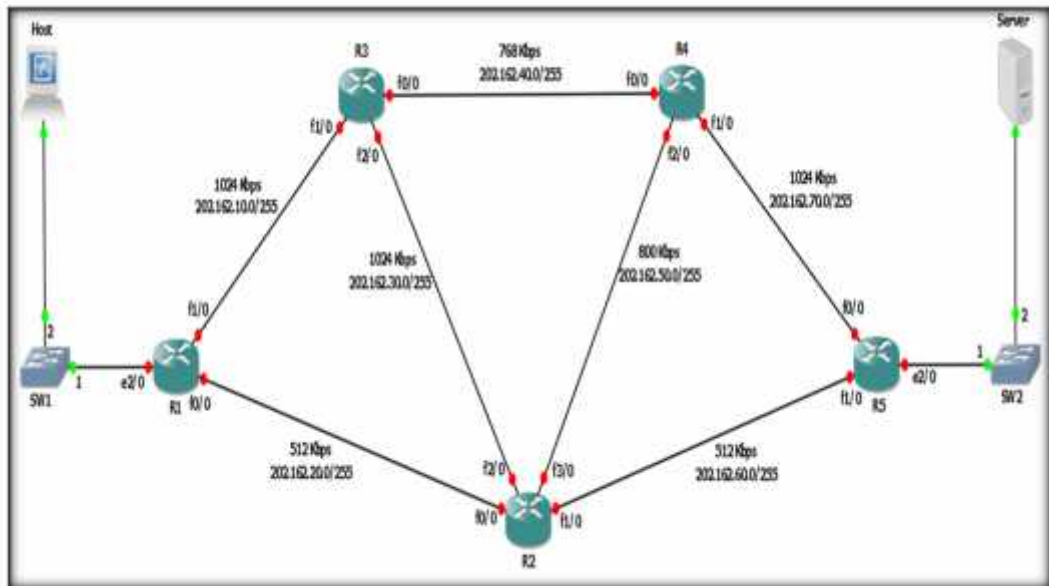 Host
Server
R3
R4
768 Kbps
202.162.40.0/255
f0/0
f0/0
f1/0
f2/0
f2/0
f1/0
1024 Kbps
202.162.10.0/255
1024 Kbps
202.162.70.0/255
1024 Kbps
202.162.30.0/255
800 Kbps
202.162.50.0/255
f1/0
f0/0
2
2
1
e2/0
SW1
R1
f0/0
1
e2/0
SW2
R5
f1/0
512 Kbps
202.162.20.0/255
512 Kbps
202.162.60.0/255
f2/0
f3/0
f0/0
f1/0
R2